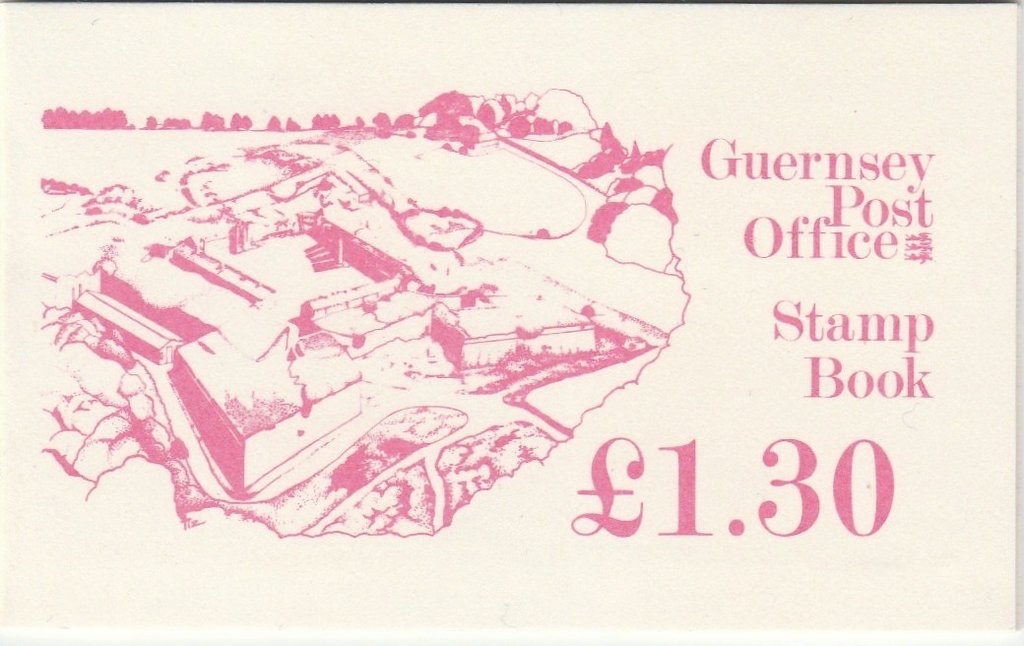 Guernsey
Post
Office
Stamp
Book
£1.30